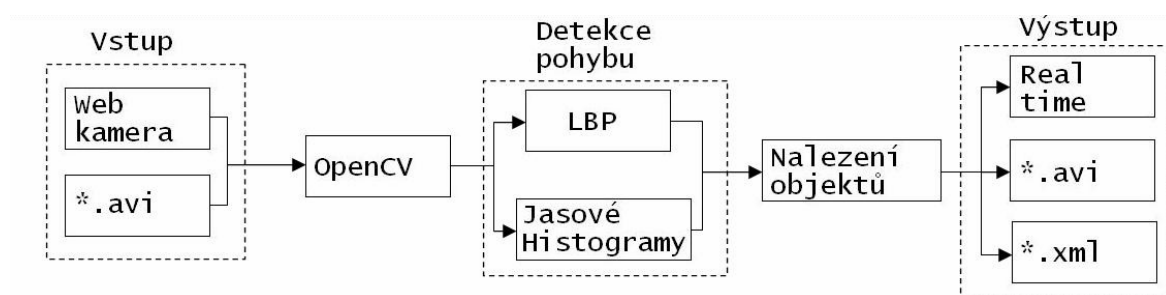 Vstup
Web
kamera
*.avi
OpenCV
Detekce
pohybu
LBP
Jasové
Histogramy
Nalezení
objektů
Výstup
Real
time
*.avi
*.xml